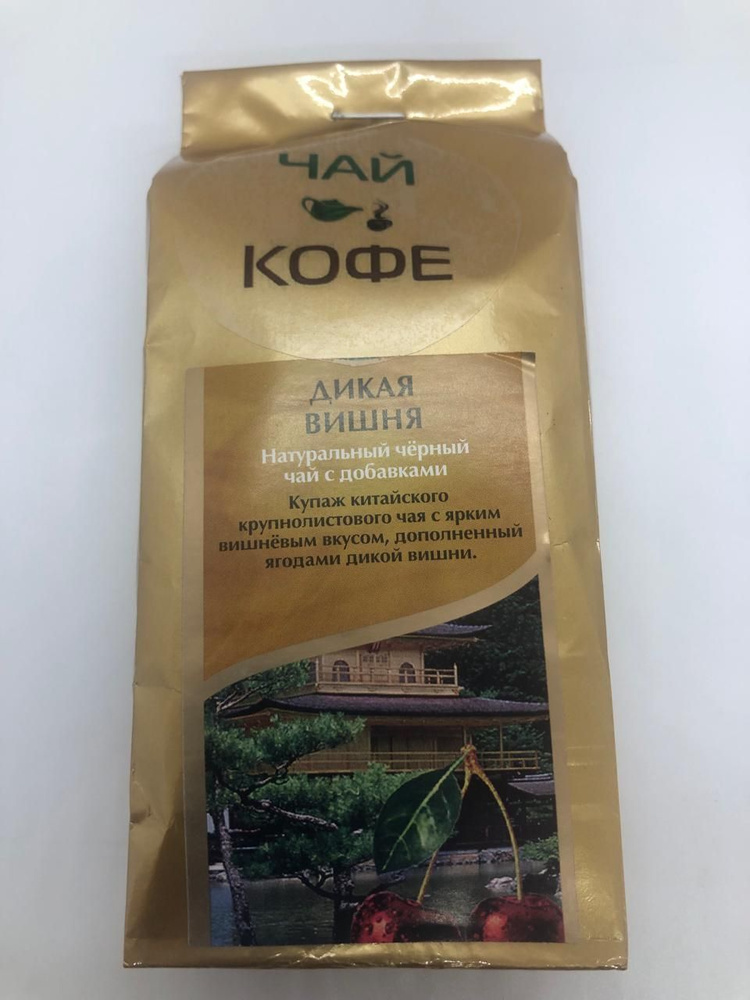 ЧАЙ
КОФЕ
ДИКАЯ
ВИШНЯ
Натуральный чёрный
чай с добавками
Купаж китайского
крупнолистового чая с ярким
вишнёвым вкусом, дополненный
ягодами дикой вишни.